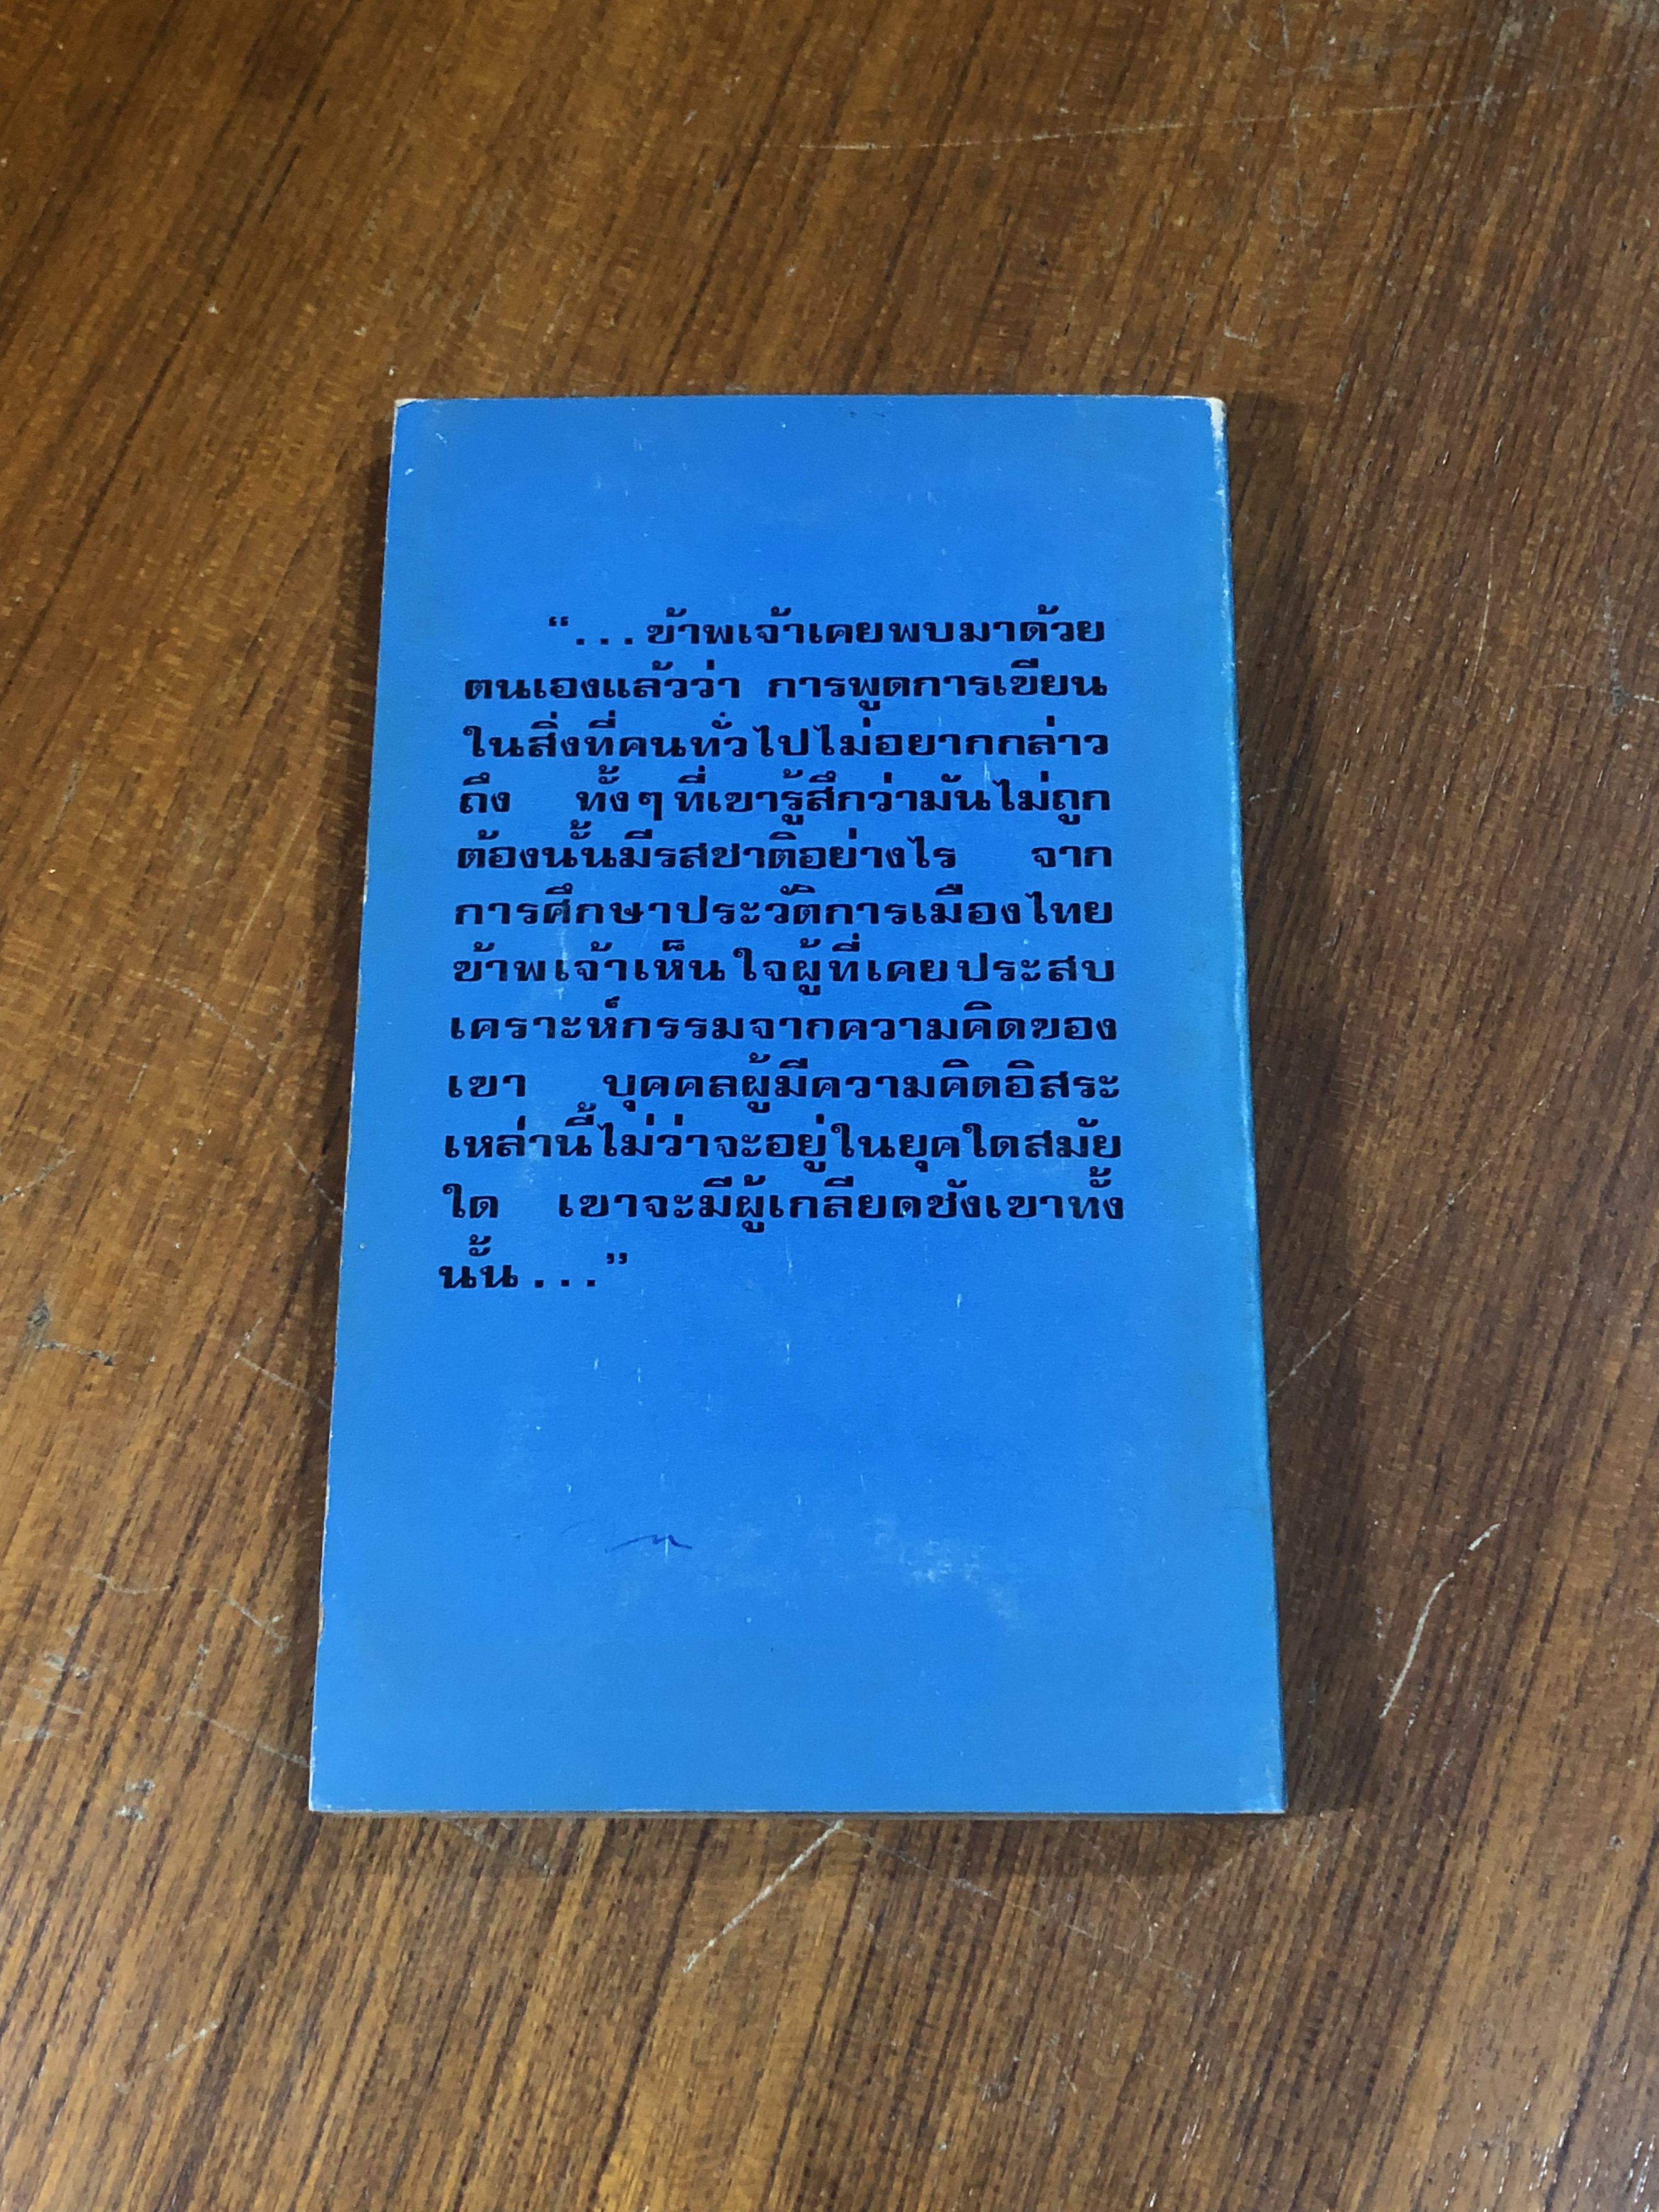 “...ข้าพเจ้าเคยพบมาด้วย
ตนเองแล้วว่า การพูดการเขียน
ในสิ่งที่คนทั่วไปไม่อยากกล่าว
ถึง ทั้งๆที่เขารู้สึกว่ามันไม่ถูก
ต้องนั้นมีรสชาติอย่างไร จาก
การศึกษาประวัติการเมืองไทย
ข้าพเจ้าเห็นใจผู้ที่เคยประสบ
เคราะห์กรรมจากความคิดของ
เขา บุคคลผู้มีความคิดอิสระ
เหล่านี้ไม่ว่าจะอยู่ในยุคใดสมัย
ใด เขาจะมีผู้เกลียดชังเขาทั้ง
นั้น...”